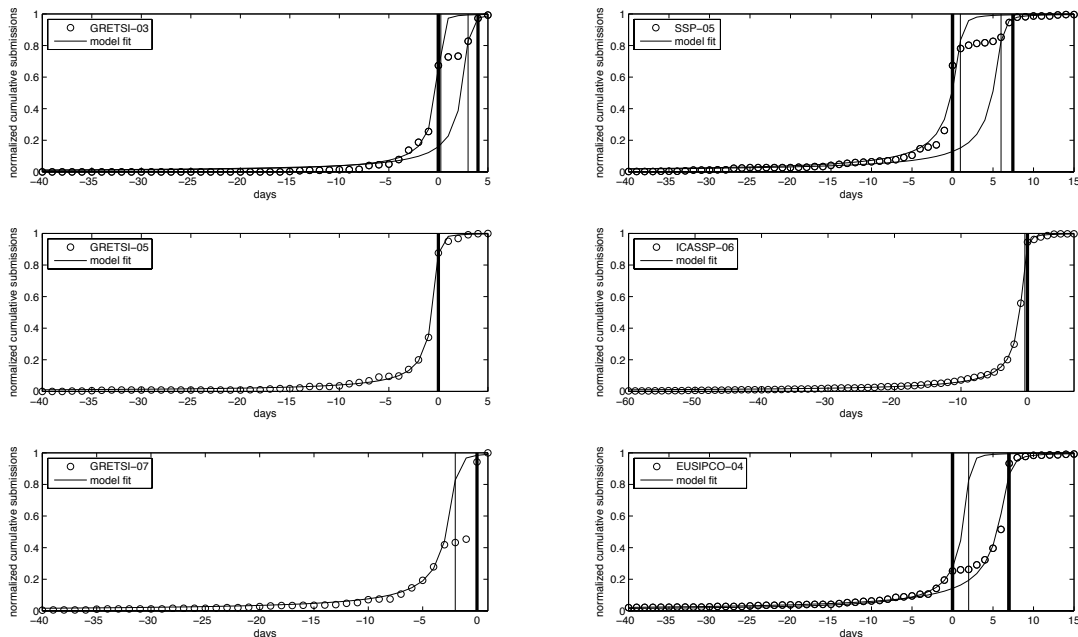 normalized cumulative submissions
1
0.8
0.6
0.4
0.2
0
GRETSI−03
model fit
−40 −35 −30 −25 −20 −15 −10 −5 0 5
days
normalized cumulative submissions
1
0.8
0.6
0.4
0.2
0
SSP−05
model fit
−40 −35 −30 −25 −20 −15 −10 −5 0 5 10 15
days
normalized cumulative submissions
1
0.8
0.6
0.4
0.2
0
GRETSI−05
model fit
−40 −35 −30 −25 −20 −15 −10 −5 0 5
days
normalized cumulative submissions
1
0.8
0.6
0.4
0.2
0
ICASSP−06
model fit
−60 −50 −40 −30 −20 −10 0
days
normalized cumulative submissions
1
0.8
0.6
0.4
0.2
0
GRETSI−07
model fit
−40 −35 −30 −25 −20 −15 −10 −5 0
days
normalized cumulative submissions
1
0.8
0.6
0.4
0.2
0
EUSIPCO−04
model fit
−40 −35 −30 −25 −20 −15 −10 −5 0 5 10 15
days